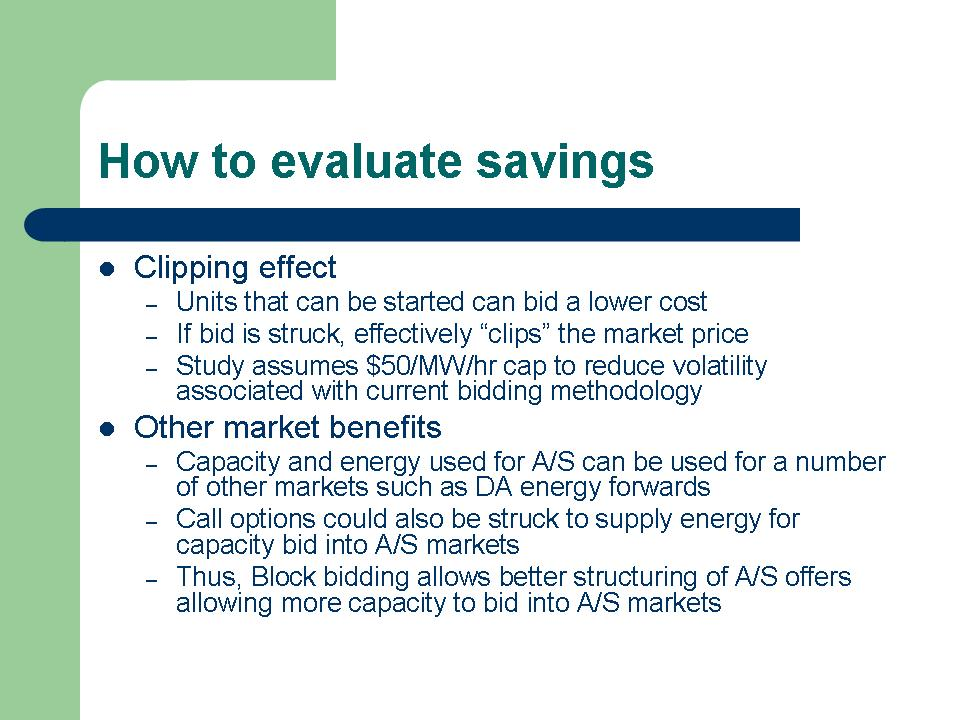 How to evaluate savings
● Clipping effect
– Units that can be started can bid a lower cost
– If bid is struck, effectively “clips” the market price
– Study assumes $50/MW/hr cap to reduce volatility
associated with current bidding methodology
● Other market benefits
– Capacity and energy used for A/S can be used for a number
of other markets such as DA energy forwards
– Call options could also be struck to supply energy for
capacity bid into A/S markets
– Thus, Block bidding allows better structuring of A/S offers
allowing more capacity to bid into A/S markets